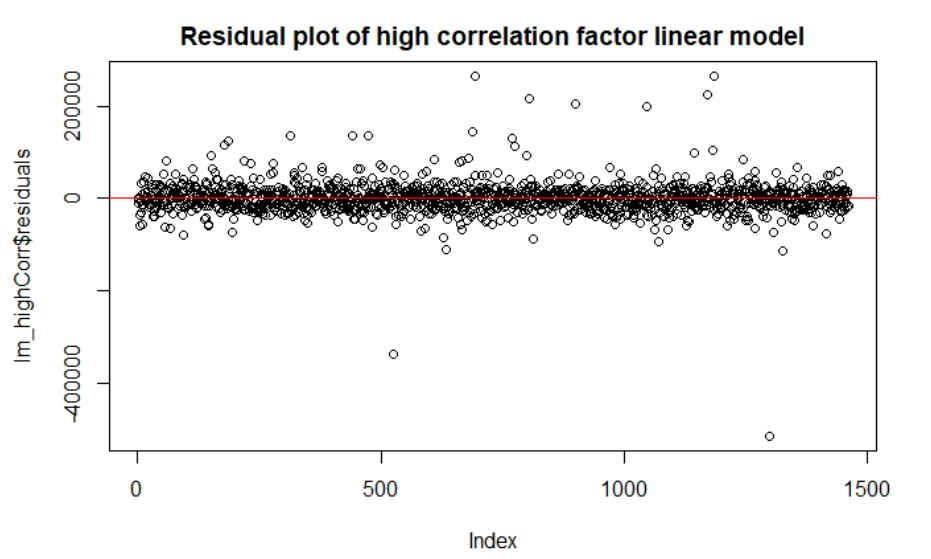 Residual plot of high correlation factor linear model
lm_highCorr$residuals
200000
0
-400000
0
500
1000
1500
Index